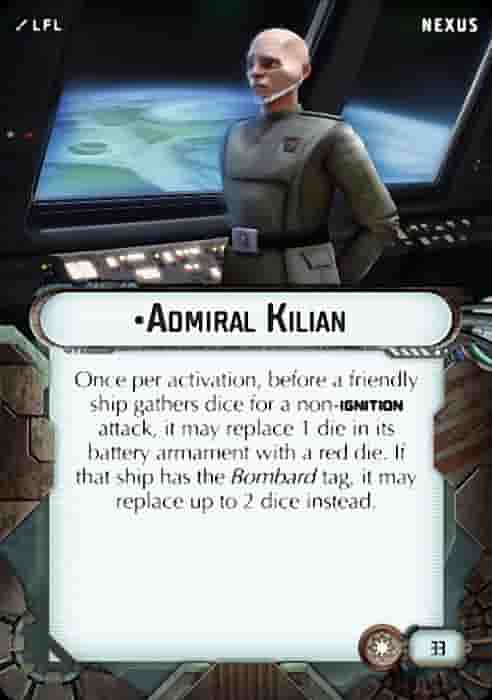 LFL
NEXUS
•ADMIRAL KILIAN
Once per activation, before a friendly
ship gathers dice for a non-IGNITION
attack, it may replace 1 die in its
battery armament with a red die. If
that ship has the Bombard tag, it may
replace up to 2 dice instead.
33